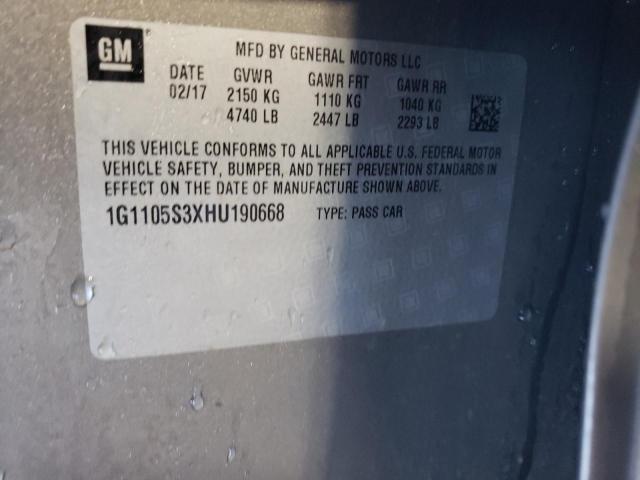 GM
MFD BY GENERAL MOTORS LLC
DATE GVWR GAWR FRT GAWR RR
02/17 2150 KG 1110 KG 1040 KG
4740 LB 2447 LB 2293 LB
THIS VEHICLE CONFORMS TO ALL APPLICABLE U.S. FEDERAL MOTOR
VEHICLE SAFETY, BUMPER, AND THEFT PREVENTION STANDARDS IN
EFFECT ON THE DATE OF MANUFACTURE SHOWN ABOVE.
1G1105S3XHU190668 TYPE: PASS CAR